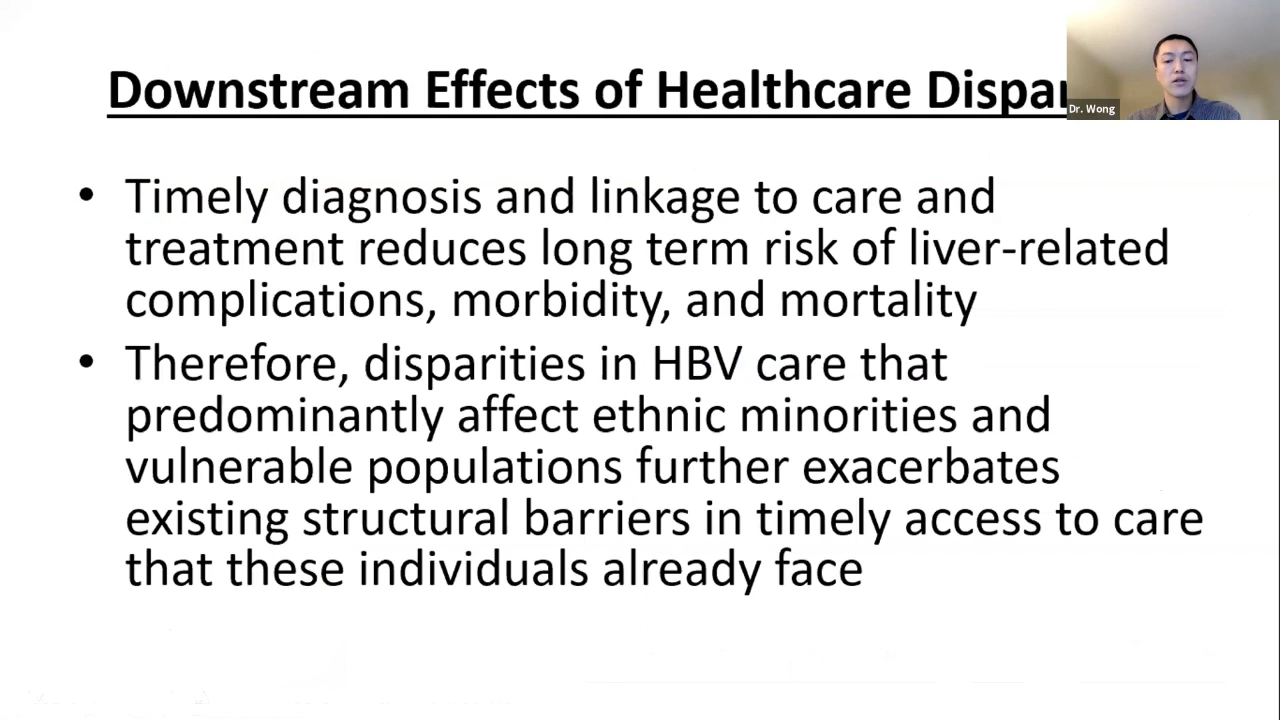 Downstream Effects of Healthcare Dispar
Dr. Wong
• Timely diagnosis and linkage to care and
treatment reduces long term risk of liver-related
complications, morbidity, and mortality
• Therefore, disparities in HBV care that
predominantly affect ethnic minorities and
vulnerable populations further exacerbates
existing structural barriers in timely access to care
that these individuals already face